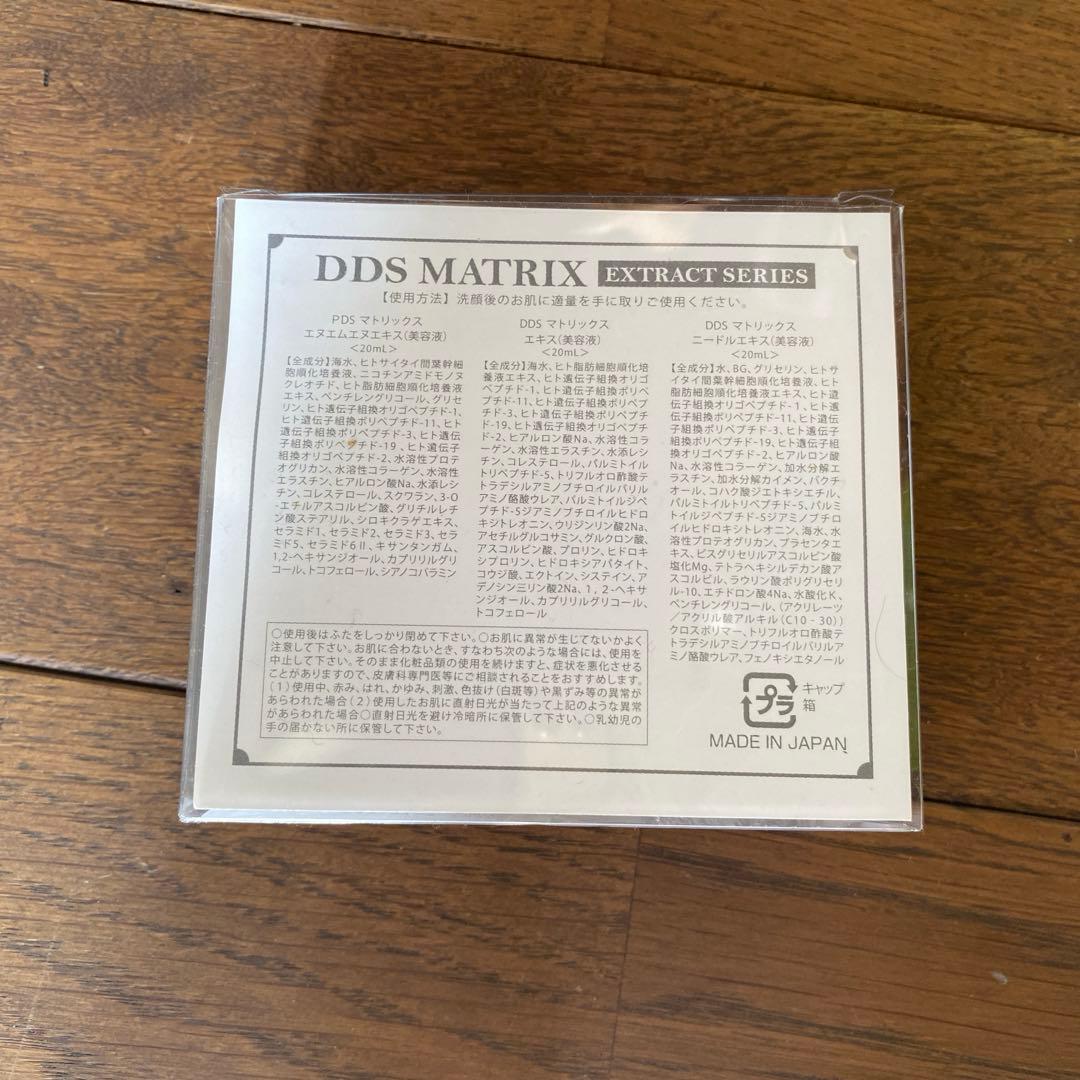 DDS MATRIX EXTRACT SERIES
【使用方法】洗顔後のお肌に適量を手に取りご使用ください。
PDS マトリックス
エヌエムエヌエキス(美容液)
<20mL>
【全成分】海水、ヒトサイタイ間葉幹細
胞順化培養液、ニコチンアミドモノヌ
クレオチド、ヒト脂肪細胞順化培養液
エキス、ペンチレングリコール、グリセ
リン、ヒト遺伝子組換オリゴペプチド-1、
ヒト遺伝子組換ポリペプチド-11、ヒト
遺伝子組換ポリペプチド-3、ヒト遺伝
子組換ポリペプチド-19、ヒト遺伝子
組換オリゴペプチド-2、水溶性プロテ
オグリカン、水溶性コラーゲン、水溶性
エラスチン、ヒアルロン酸Na、水添レシ
チン、コレステロール、スクワラン、3-O
-エチルアスコルビン酸、グリチルレチ
ン酸ステアリル、シロキクラゲエキス、
セラミド1、セラミド2、セラミド3、セラ
ミド5、セラミド6Ⅱ、キサンタンガム、
1,2-ヘキサンジオール、カプリリルグリ
コール、トコフェロール、シアノコバラミン
DDS マトリックス
エキス(美容液)
<20mL>
【全成分】海水、ヒト脂肪細胞順化培
養液エキス、ヒト遺伝子組換オリゴ
ペプチド-1、ヒト遺伝子組換ポリペプ
チド-11、ヒト遺伝子組換ポリペプチ
ド-3、ヒト遺伝子組換ポリペプチ
ド-19、ヒト遺伝子組換オリゴペプチ
ド-2、ヒアルロン酸Na、水溶性コラ
ーゲン、水溶性エラスチン、水添レシ
チン、コレステロール、パルミトイル
トリペプチド-5、トリフルオロ酢酸テ
トラデシルアミノブチロイルバリル
アミノ酪酸ウレア、パルミトイルジペ
プチド-5ジアミノブチロイルヒドロ
キシトレオニン、ウリジンリン酸2Na、
アセチルグルコサミン、グルクロン酸、
アスコルビン酸、プロリン、ヒドロキ
シプロリン、ヒドロキシアパタイト、
コウジ酸、エクトイン、システイン、ア
デノシン三リン酸2Na、1，2-ヘキサ
ンジオール、カプリリルグリコール、
トコフェロール
DDS マトリックス
ニードルエキス(美容液)
<20mL>
【全成分】水、BG、グリセリン、ヒトサ
イタイ間葉幹細胞順化培養液、ヒト
脂肪細胞順化培養液エキス、ヒト遺
伝子組換オリゴペプチド-1、ヒト遺
伝子組換ポリペプチド-11、ヒト遺伝
子組換ポリペプチド-3、ヒト遺伝子
組換ポリペプチド-19、ヒト遺伝子
組換オリゴペプチド-2、ヒアルロン酸
Na、水溶性コラーゲン、加水分解エ
ラスチン、加水分解カイメン、バクチ
オール、コハク酸ジエトキシエチル、
パルミトイルトリペプチド-5、パルミ
トイルジペプチド-5ジアミノブチロ
イルヒドロキシトレオニン、海水、水
溶性プロテオグリカン、プラセンタエ
キス、ビスグリセリルアスコルビン酸
塩化Mg、テトラヘキシルデカン酸ア
スコルビル、ラウリン酸ポリグリセリ
ル-10、エチドロン酸4Na、水酸化K、
ペンチレングリコール、(アクリレーツ
／アクリル酸アルキル(C10‐30))
クロスポリマー、トリフルオロ酢酸テ
トラデシルアミノブチロイルバリルア
ミノ酪酸ウレア、フェノキシエタノール
○使用後はふたをしっかり閉めて下さい。○お肌に異常が生じてないかよく
注意して下さい。お肌に合わないとき、すなわち次のような場合には、使用を
中止して下さい。そのまま化粧品類の使用を続けますと、症状を悪化させる
ことがありますので、皮膚科専門医等にご相談されることをおすすめします。
(1)使用中、赤み、はれ、かゆみ、刺激、色抜け(白斑等)や黒ずみ等の異常が
あらわれた場合(2)使用したお肌に直射日光が当たって上記のような異常
があらわれた場合○直射日光を避け冷暗所に保管して下さい。○乳幼児の
手の届かない所に保管して下さい。
プラ
キャップ
箱
MADE IN JAPAN